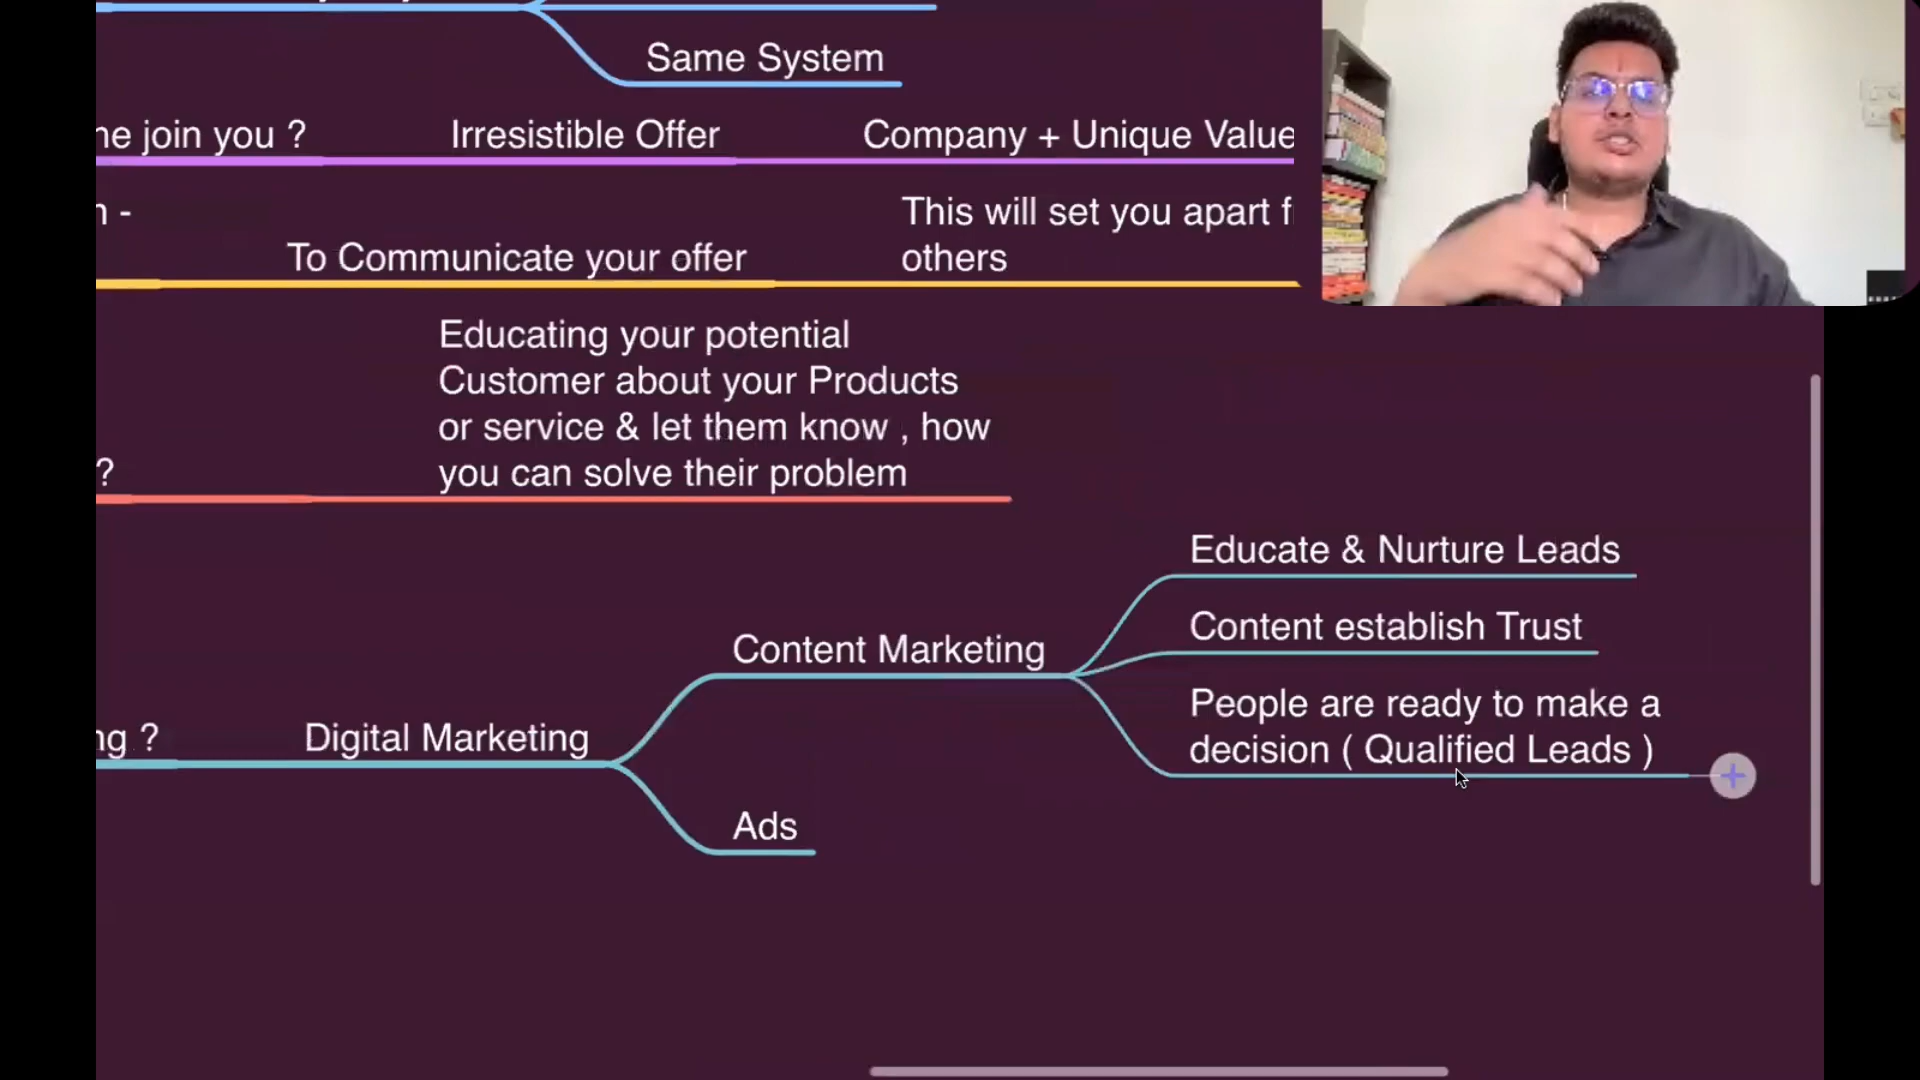 Same System
ne join you ?
Irresistible Offer
Company + Unique Value
n -
This will set you apart f
others
To Communicate your offer
Educating your potential
Customer about your Products
or service & let them know , how
you can solve their problem
?
Educate & Nurture Leads
Content establish Trust
Content Marketing
People are ready to make a
decision ( Qualified Leads )
ng ?
Digital Marketing
Ads